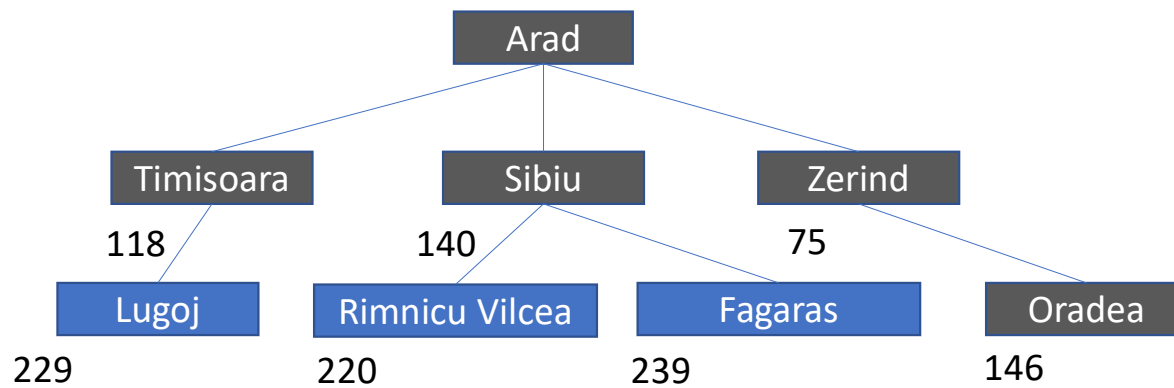 Arad
Timisoara Sibiu Zerind
118 140 75
Lugoj Rimnicu Vilcea Fagaras Oradea
229 220 239 146